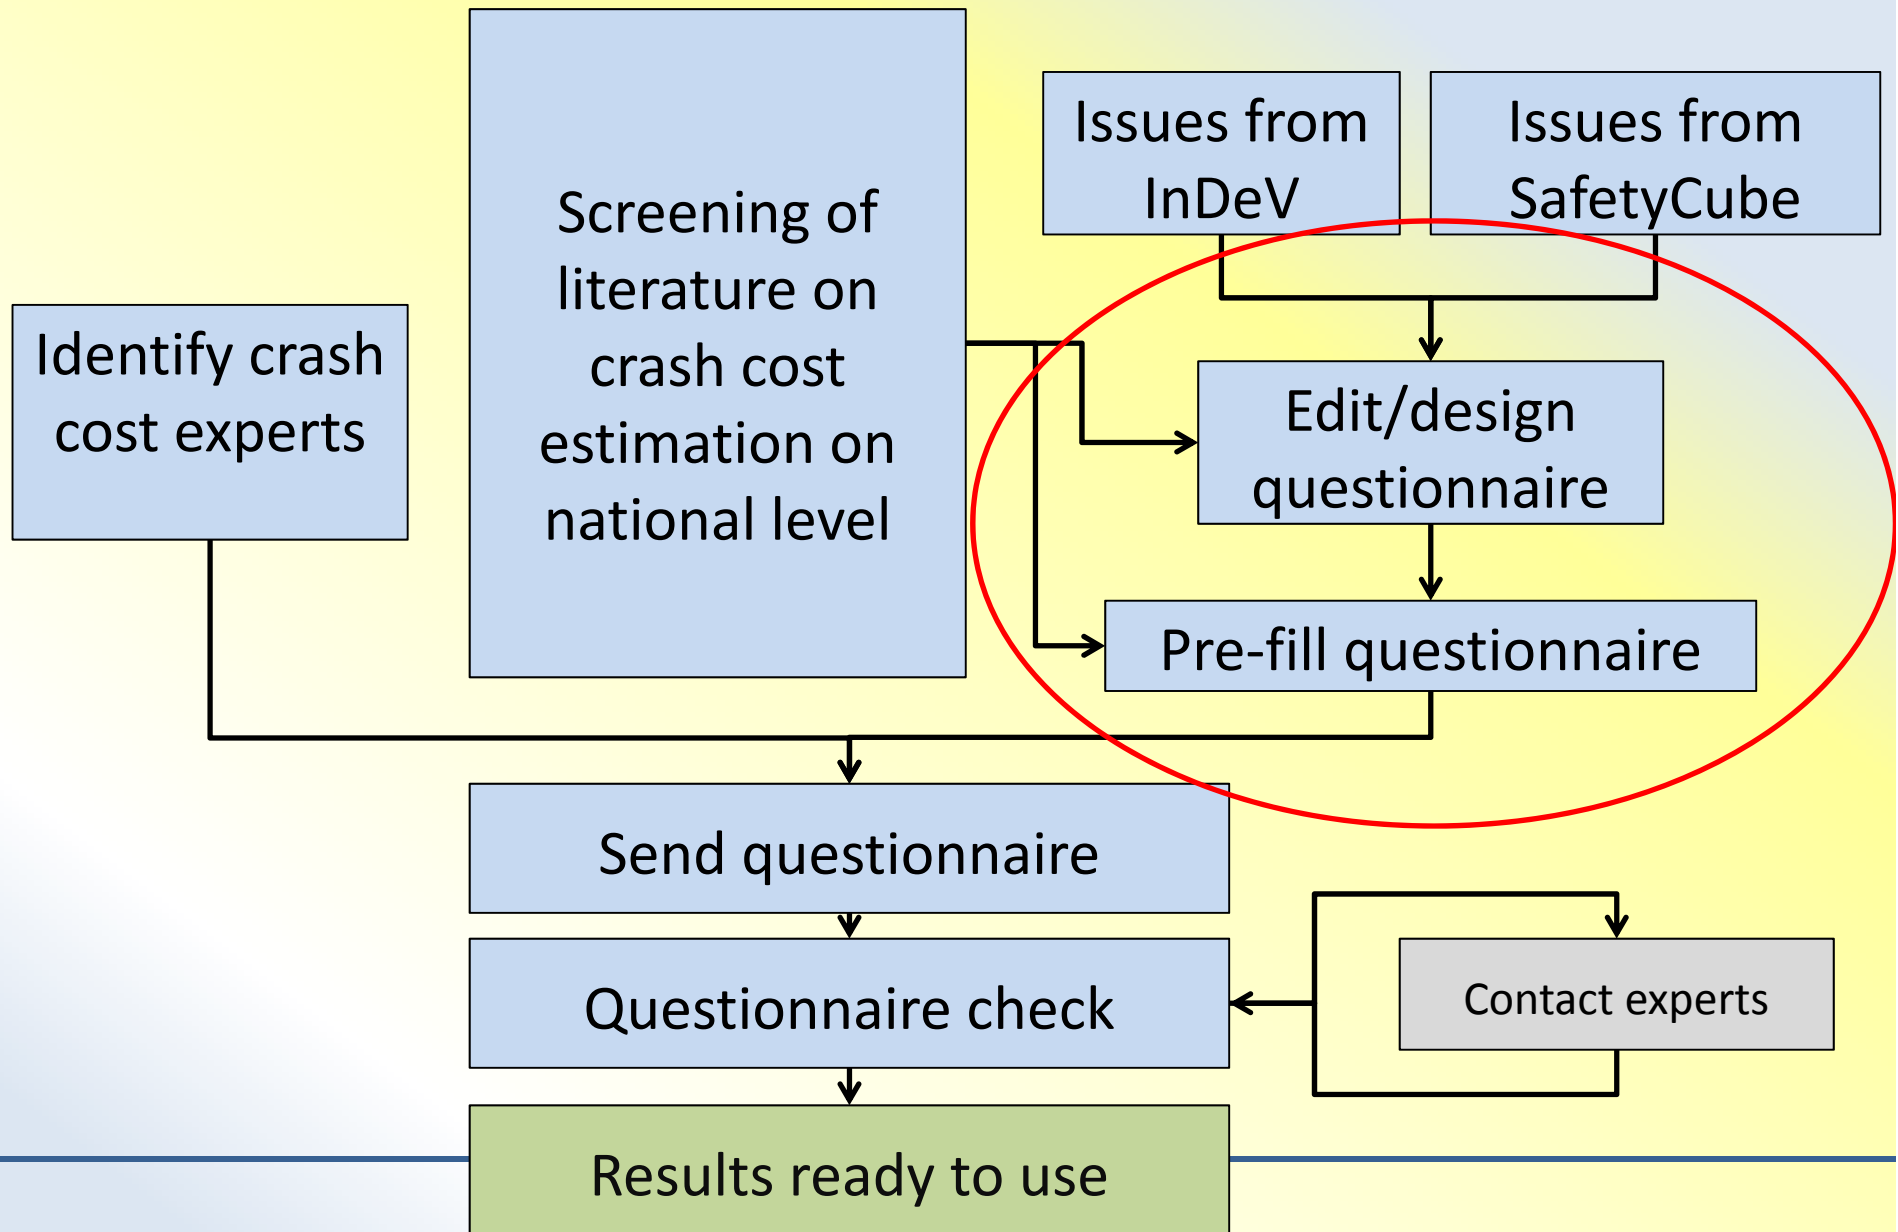 Issues from
InDeV
Issues from
SafetyCube
Screening of
literature on
crash cost
estimation on
national level
Identify crash
cost experts
Edit/design
questionnaire
Pre-fill questionnaire
Send questionnaire
Questionnaire check
Contact experts
Results ready to use